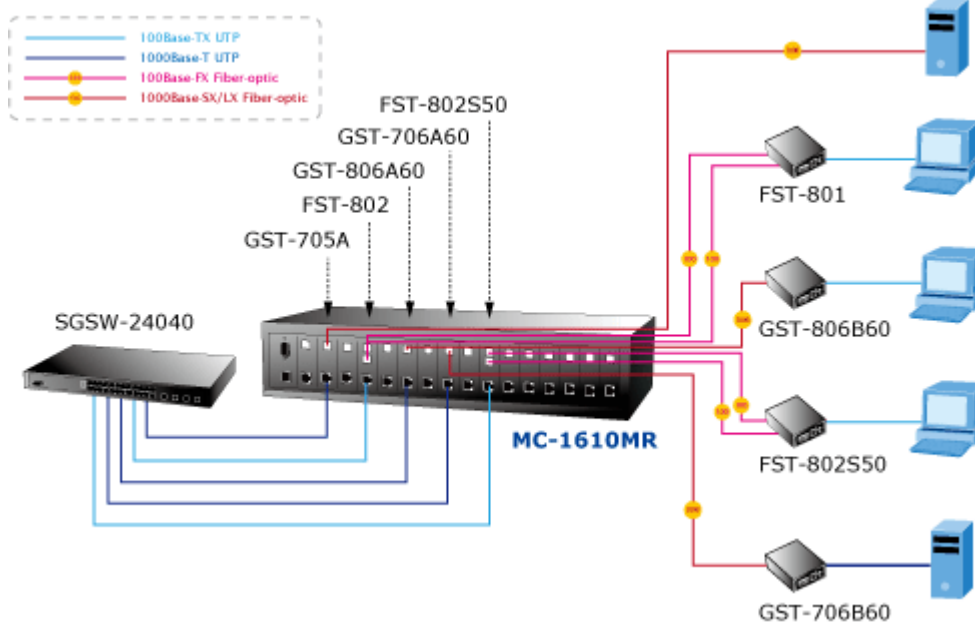 100Base-TX UTP
1000Base-T UTP
100Base-FX Fiber-optic
1000Base-SX/LX Fiber-optic
FST-802S50
GST-706A60
GST-806A60
FST-802
GST-705A
SGSW-24040
MC-1610MR
FST-801
GST-806B60
FST-802S50
GST-706B60